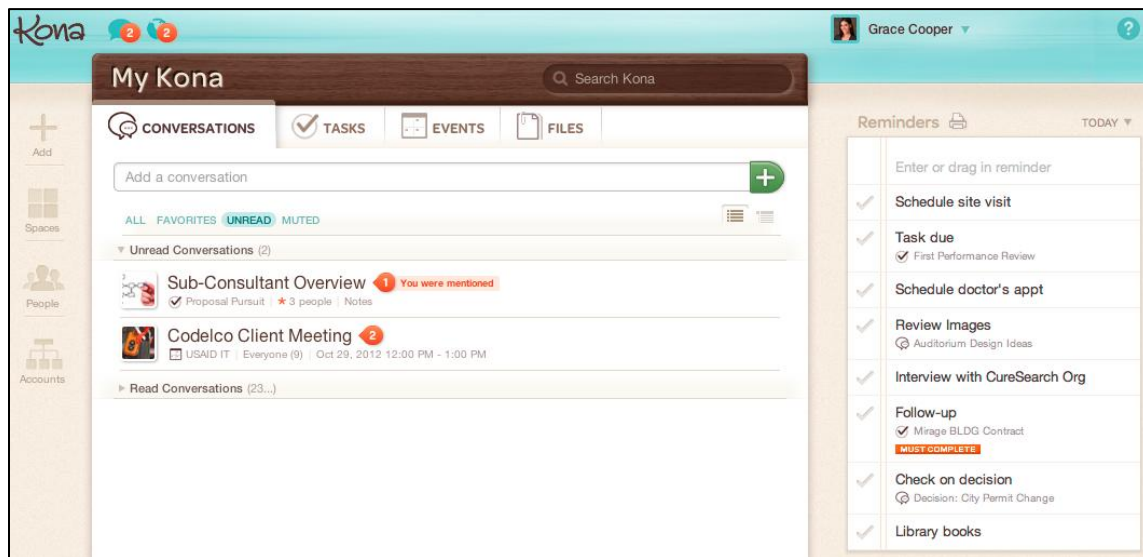 Kona
2
2
Grace Cooper
?
My Kona
Search Kona
Add
Spaces
People
Accounts
CONVERSATIONS
TASKS
EVENTS
FILES
Add a conversation
ALL FAVORITES UNREAD MUTED
Unread Conversations (2)
Sub-Consultant Overview 1 You were mentioned
Proposal Pursuit | 3 people | Notes
Codelco Client Meeting 2
USAID IT | Everyone (9) | Oct 29, 2012 12:00 PM - 1:00 PM
Read Conversations (23...)
Reminders
TODAY
Enter or drag in reminder
Schedule site visit
Task due
First Performance Review
Schedule doctor's appt
Review Images
Auditorium Design Ideas
Interview with CureSearch Org
Follow-up
Mirage BLDG Contract
MUST COMPLETE
Check on decision
Decision: City Permit Change
Library books